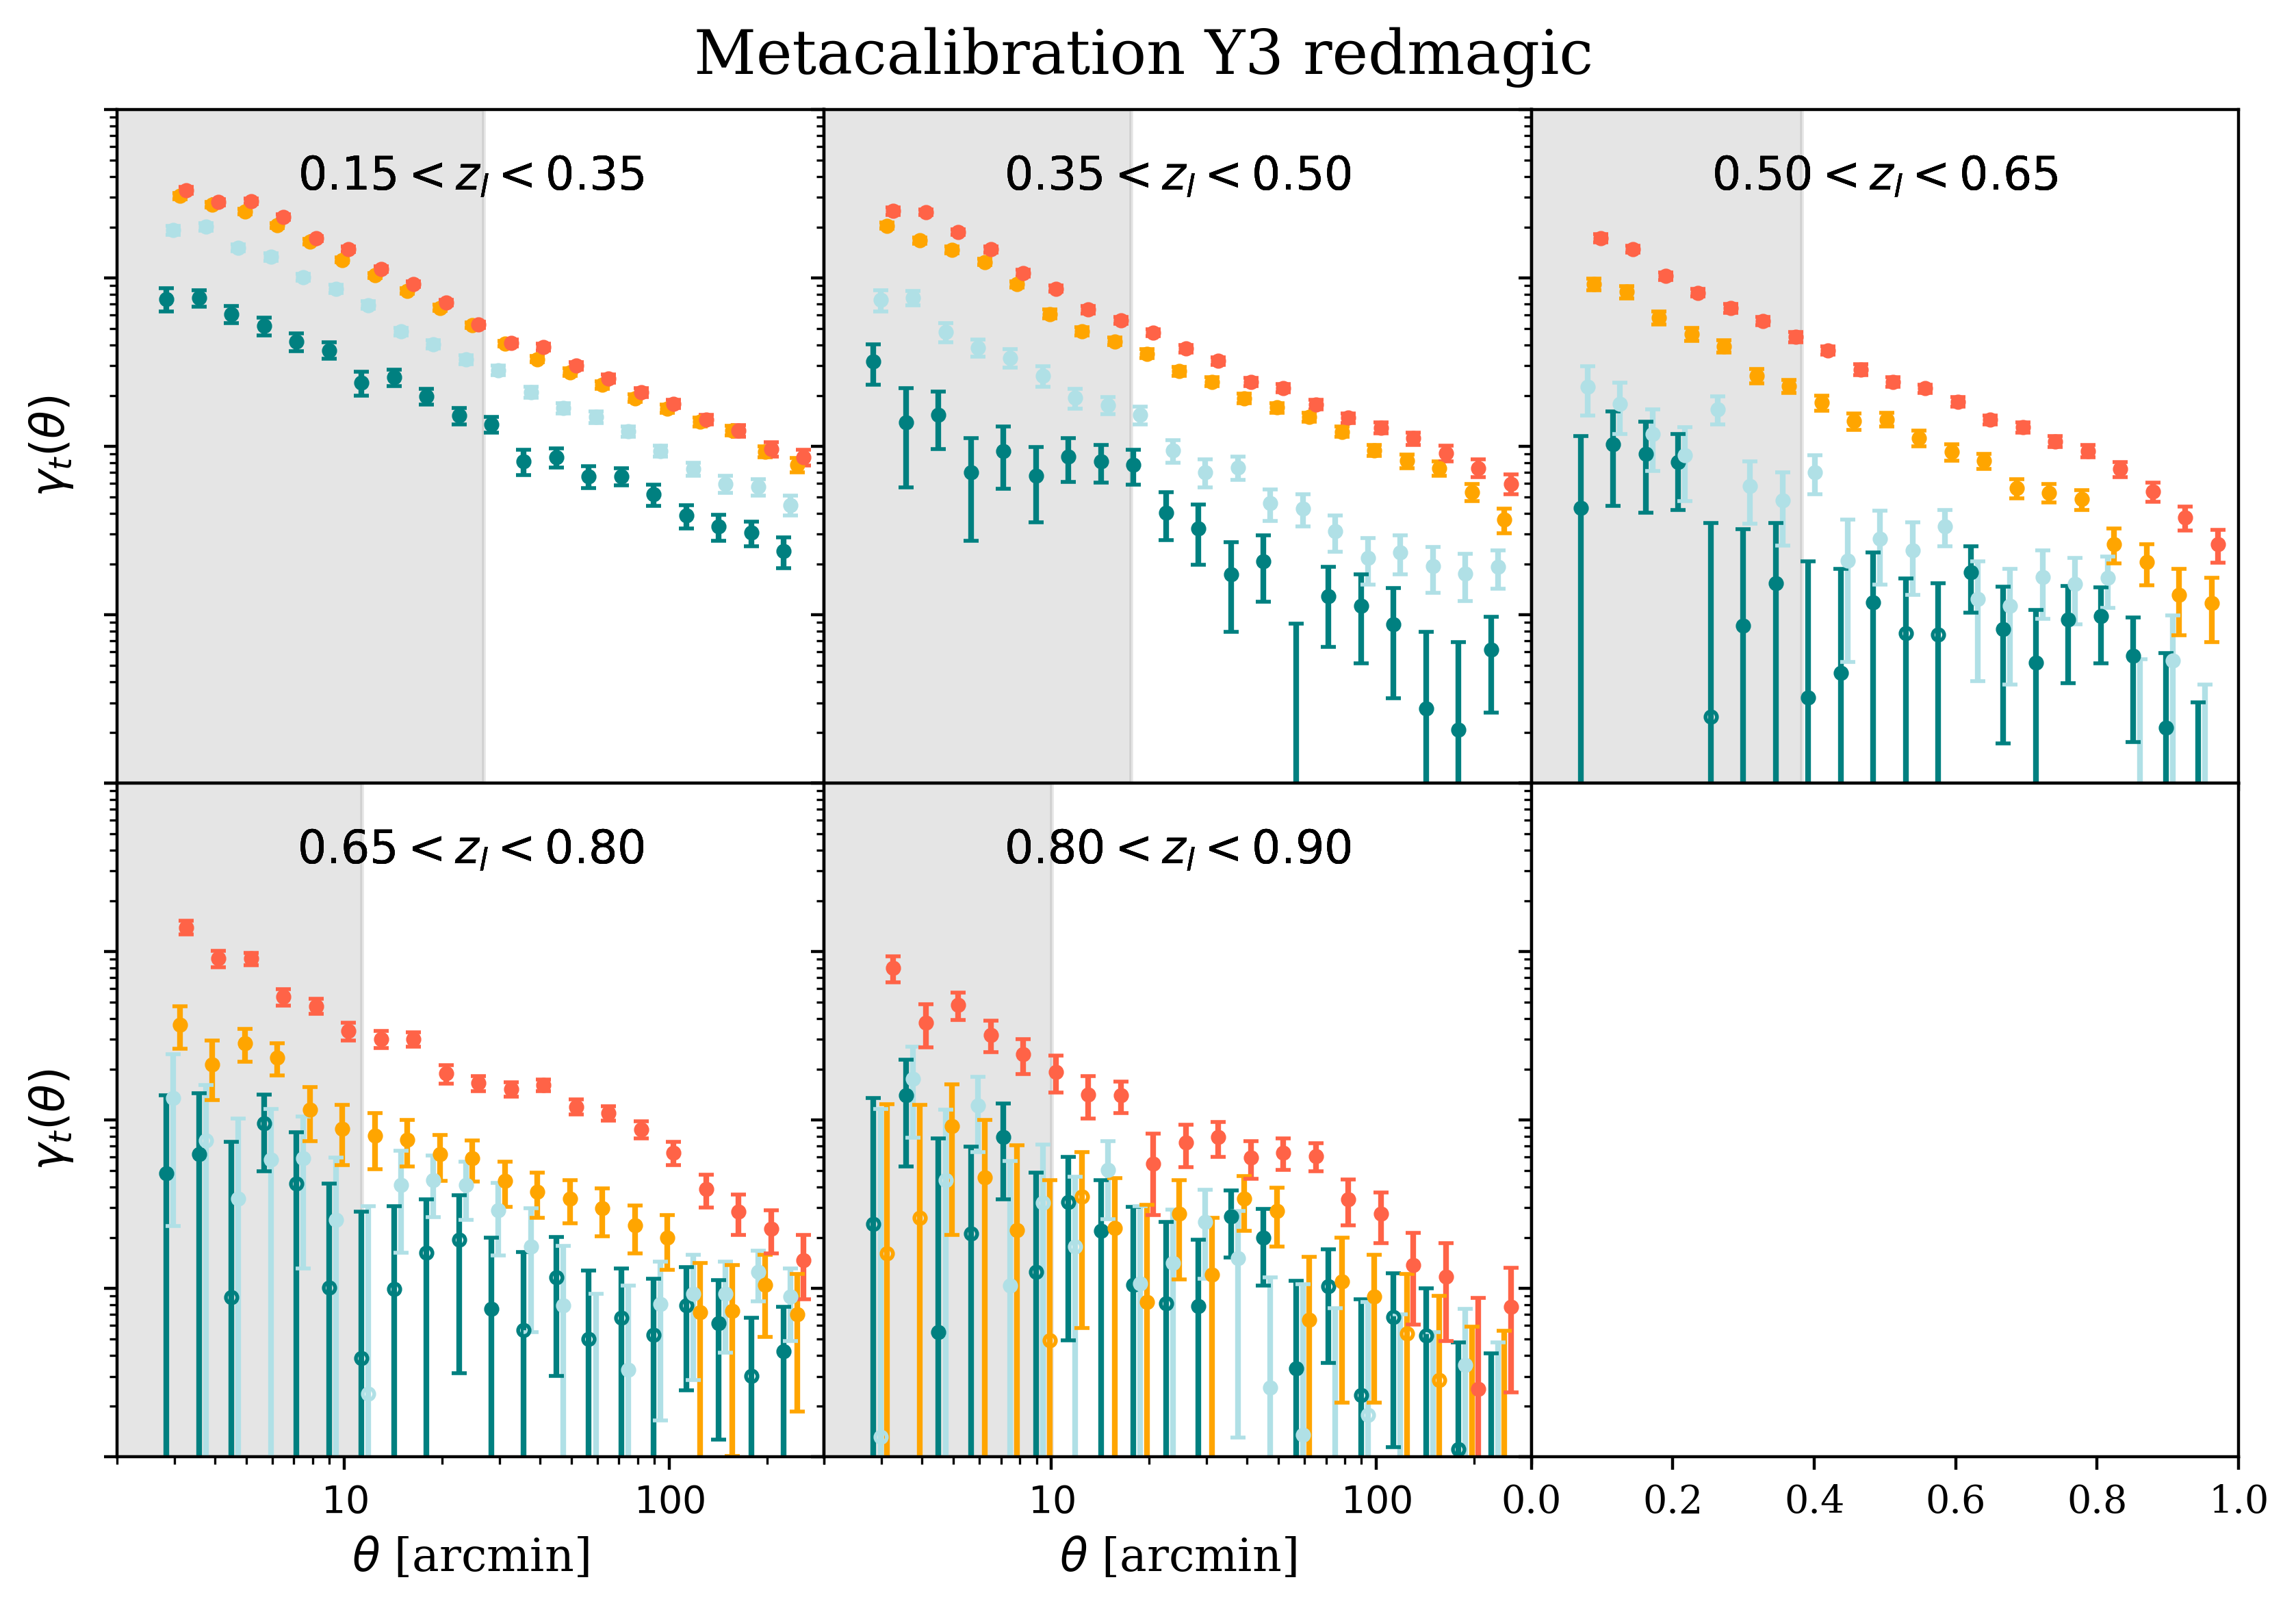 Metacalibration Y3 redmagic
0.15 < z_l < 0.35
0.35 < z_l < 0.50
0.50 < z_l < 0.65
γ_t(θ)
0.65 < z_l < 0.80
0.80 < z_l < 0.90
γ_t(θ)
10 100 10 100 0.0 0.2 0.4 0.6 0.8 1.0
θ [arcmin] θ [arcmin]